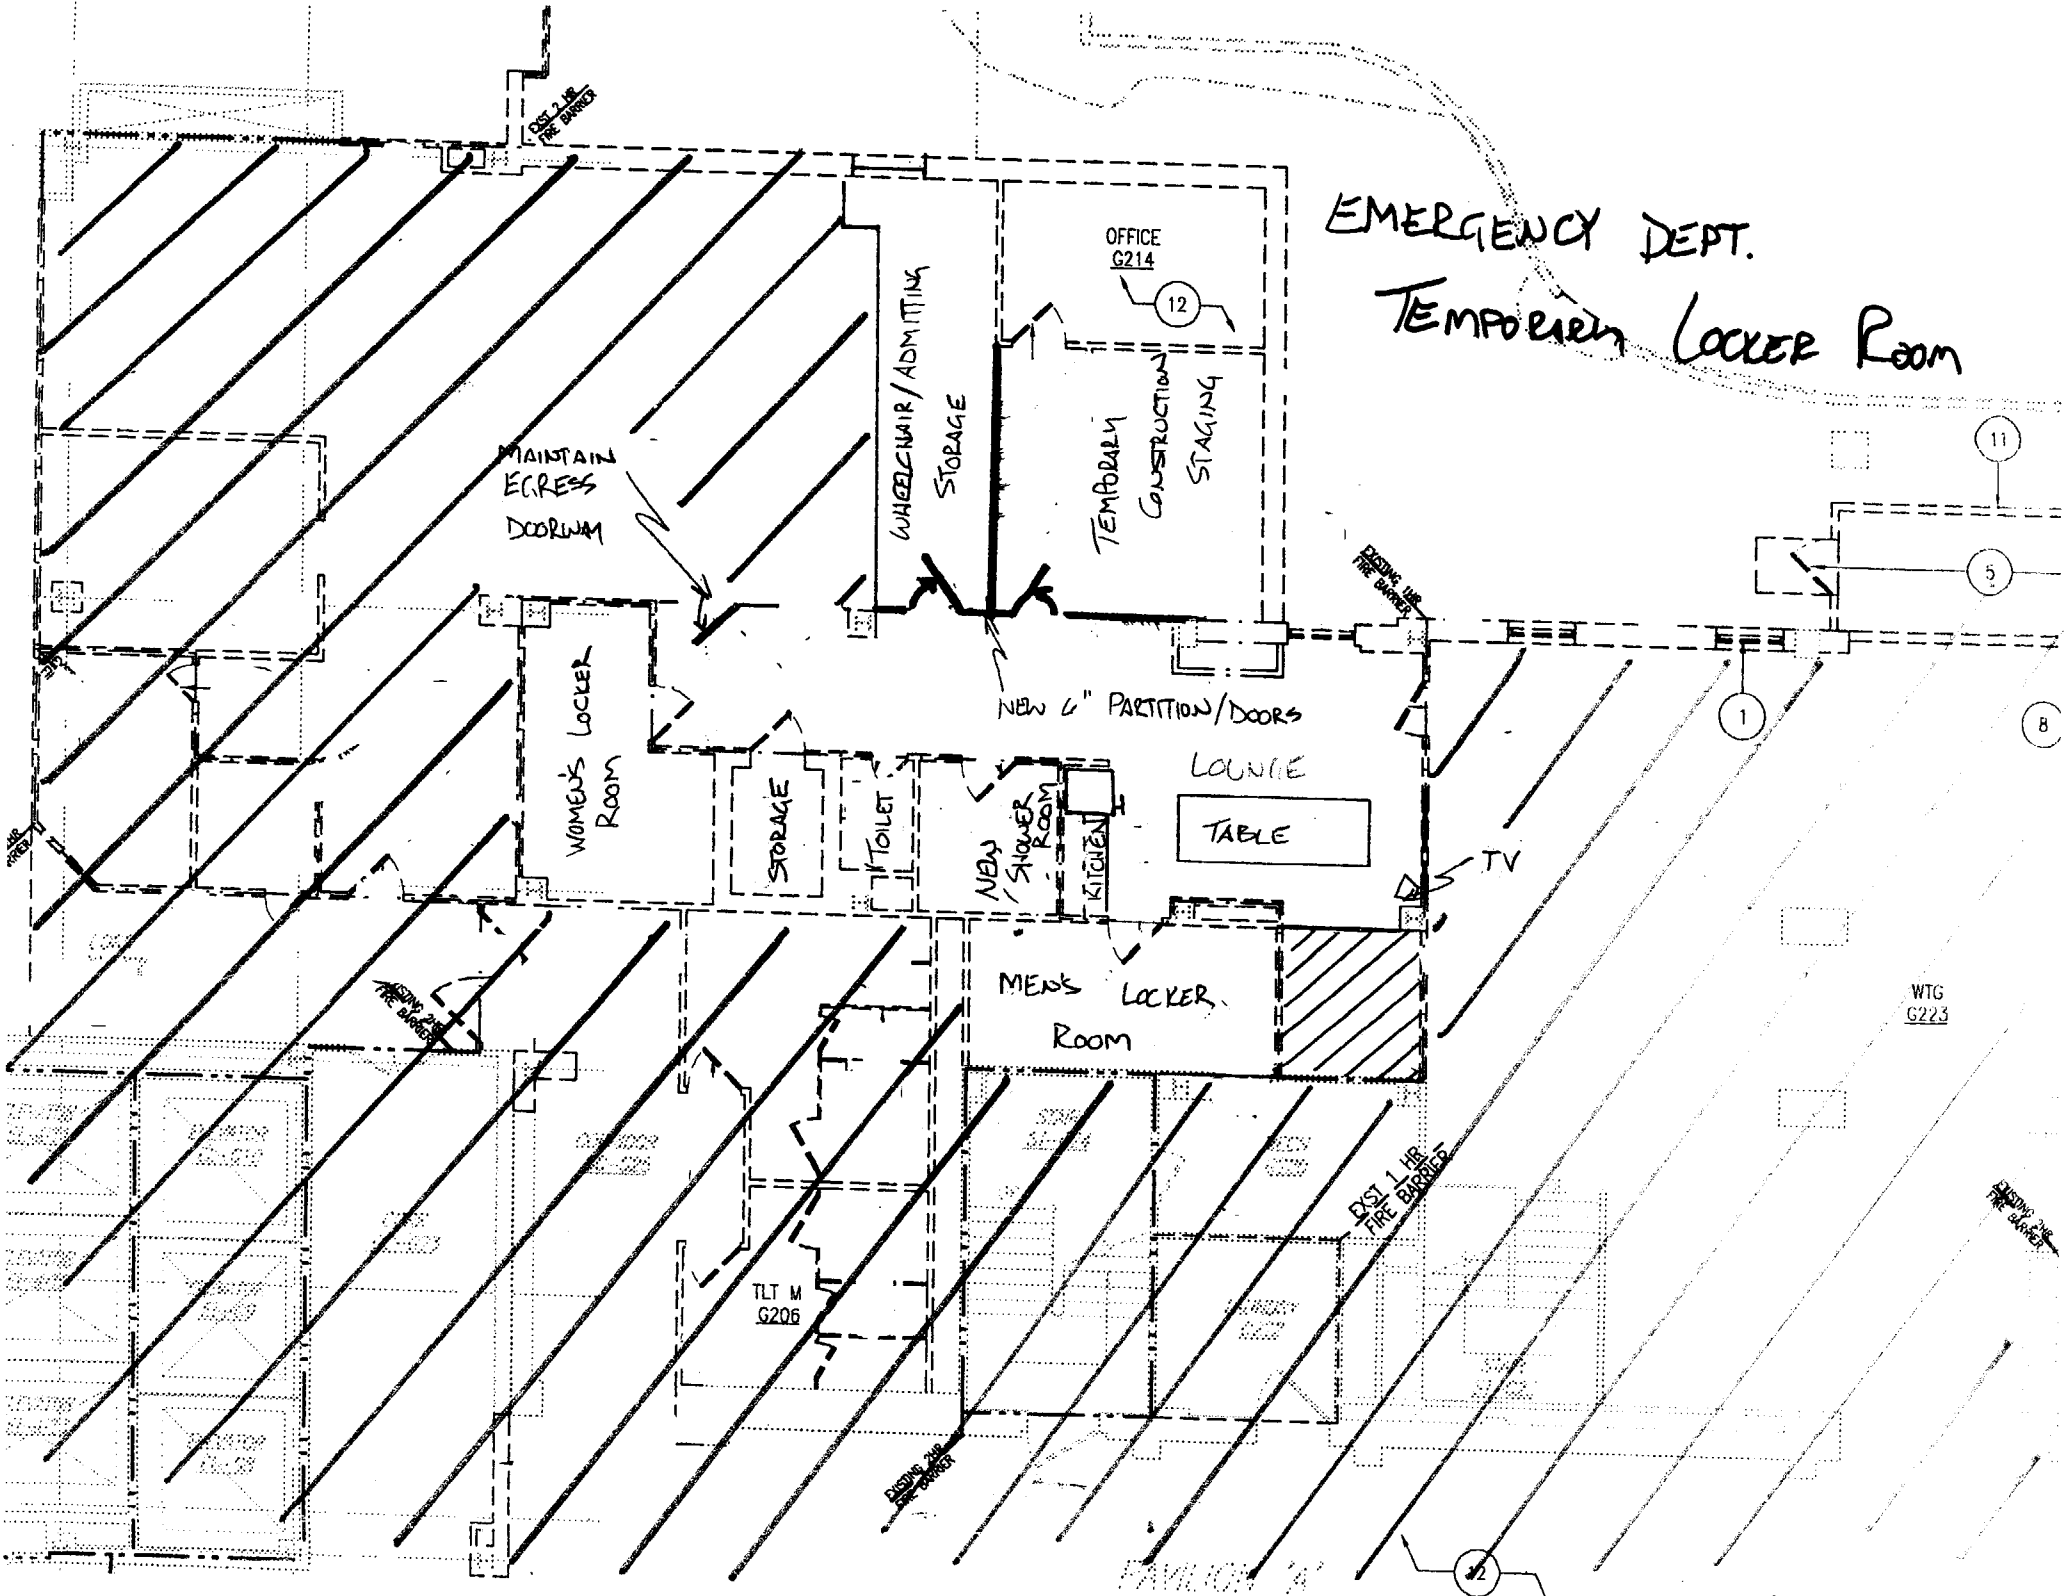 EXST 2 HR
FIRE BARRIER
EMERGENCY DEPT.
TEMPORARY LOCKER ROOM
OFFICE
G214
12
WHEELCHAIR/ADMITTING
STORAGE
TEMPORARY
CONSTRUCTION
STAGING
MAINTAIN
EGRESS
DOORWAY
11
5
EXISTING 1HR
FIRE BARRIER
1
8
NEW 6" PARTITION/DOORS
WOMEN'S LOCKER
ROOM
STORAGE
TOILET
NEW
SHOWER
ROOM
KITCHEN
LOUNGE
TABLE
TV
MEN'S LOCKER
ROOM
WTG
G223
EXISTING 2HR
FIRE BARRIER
EXST 1 HR
FIRE BARRIER
EXISTING 2HR
FIRE BARRIER
TLT M
G206
EXISTING 2HR
FIRE BARRIER
PAVILION 'A'
12